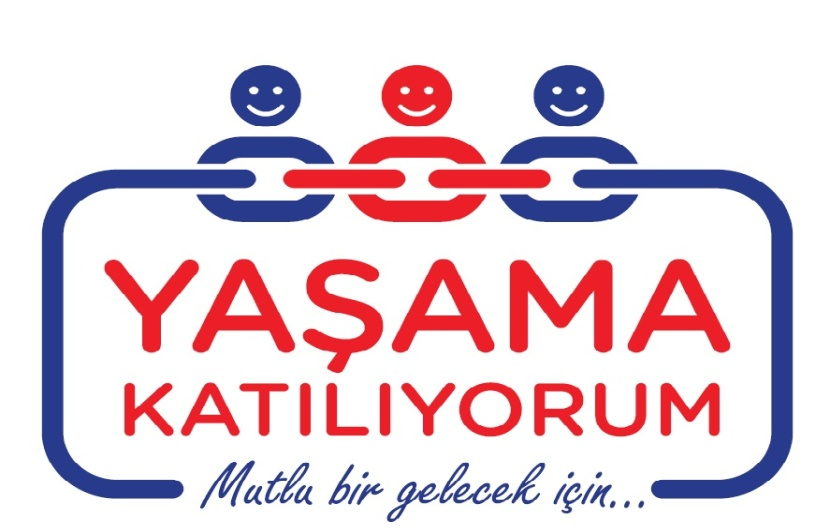 YAŞAMA
KATILIYORUM
Mutlu bir gelecek için...